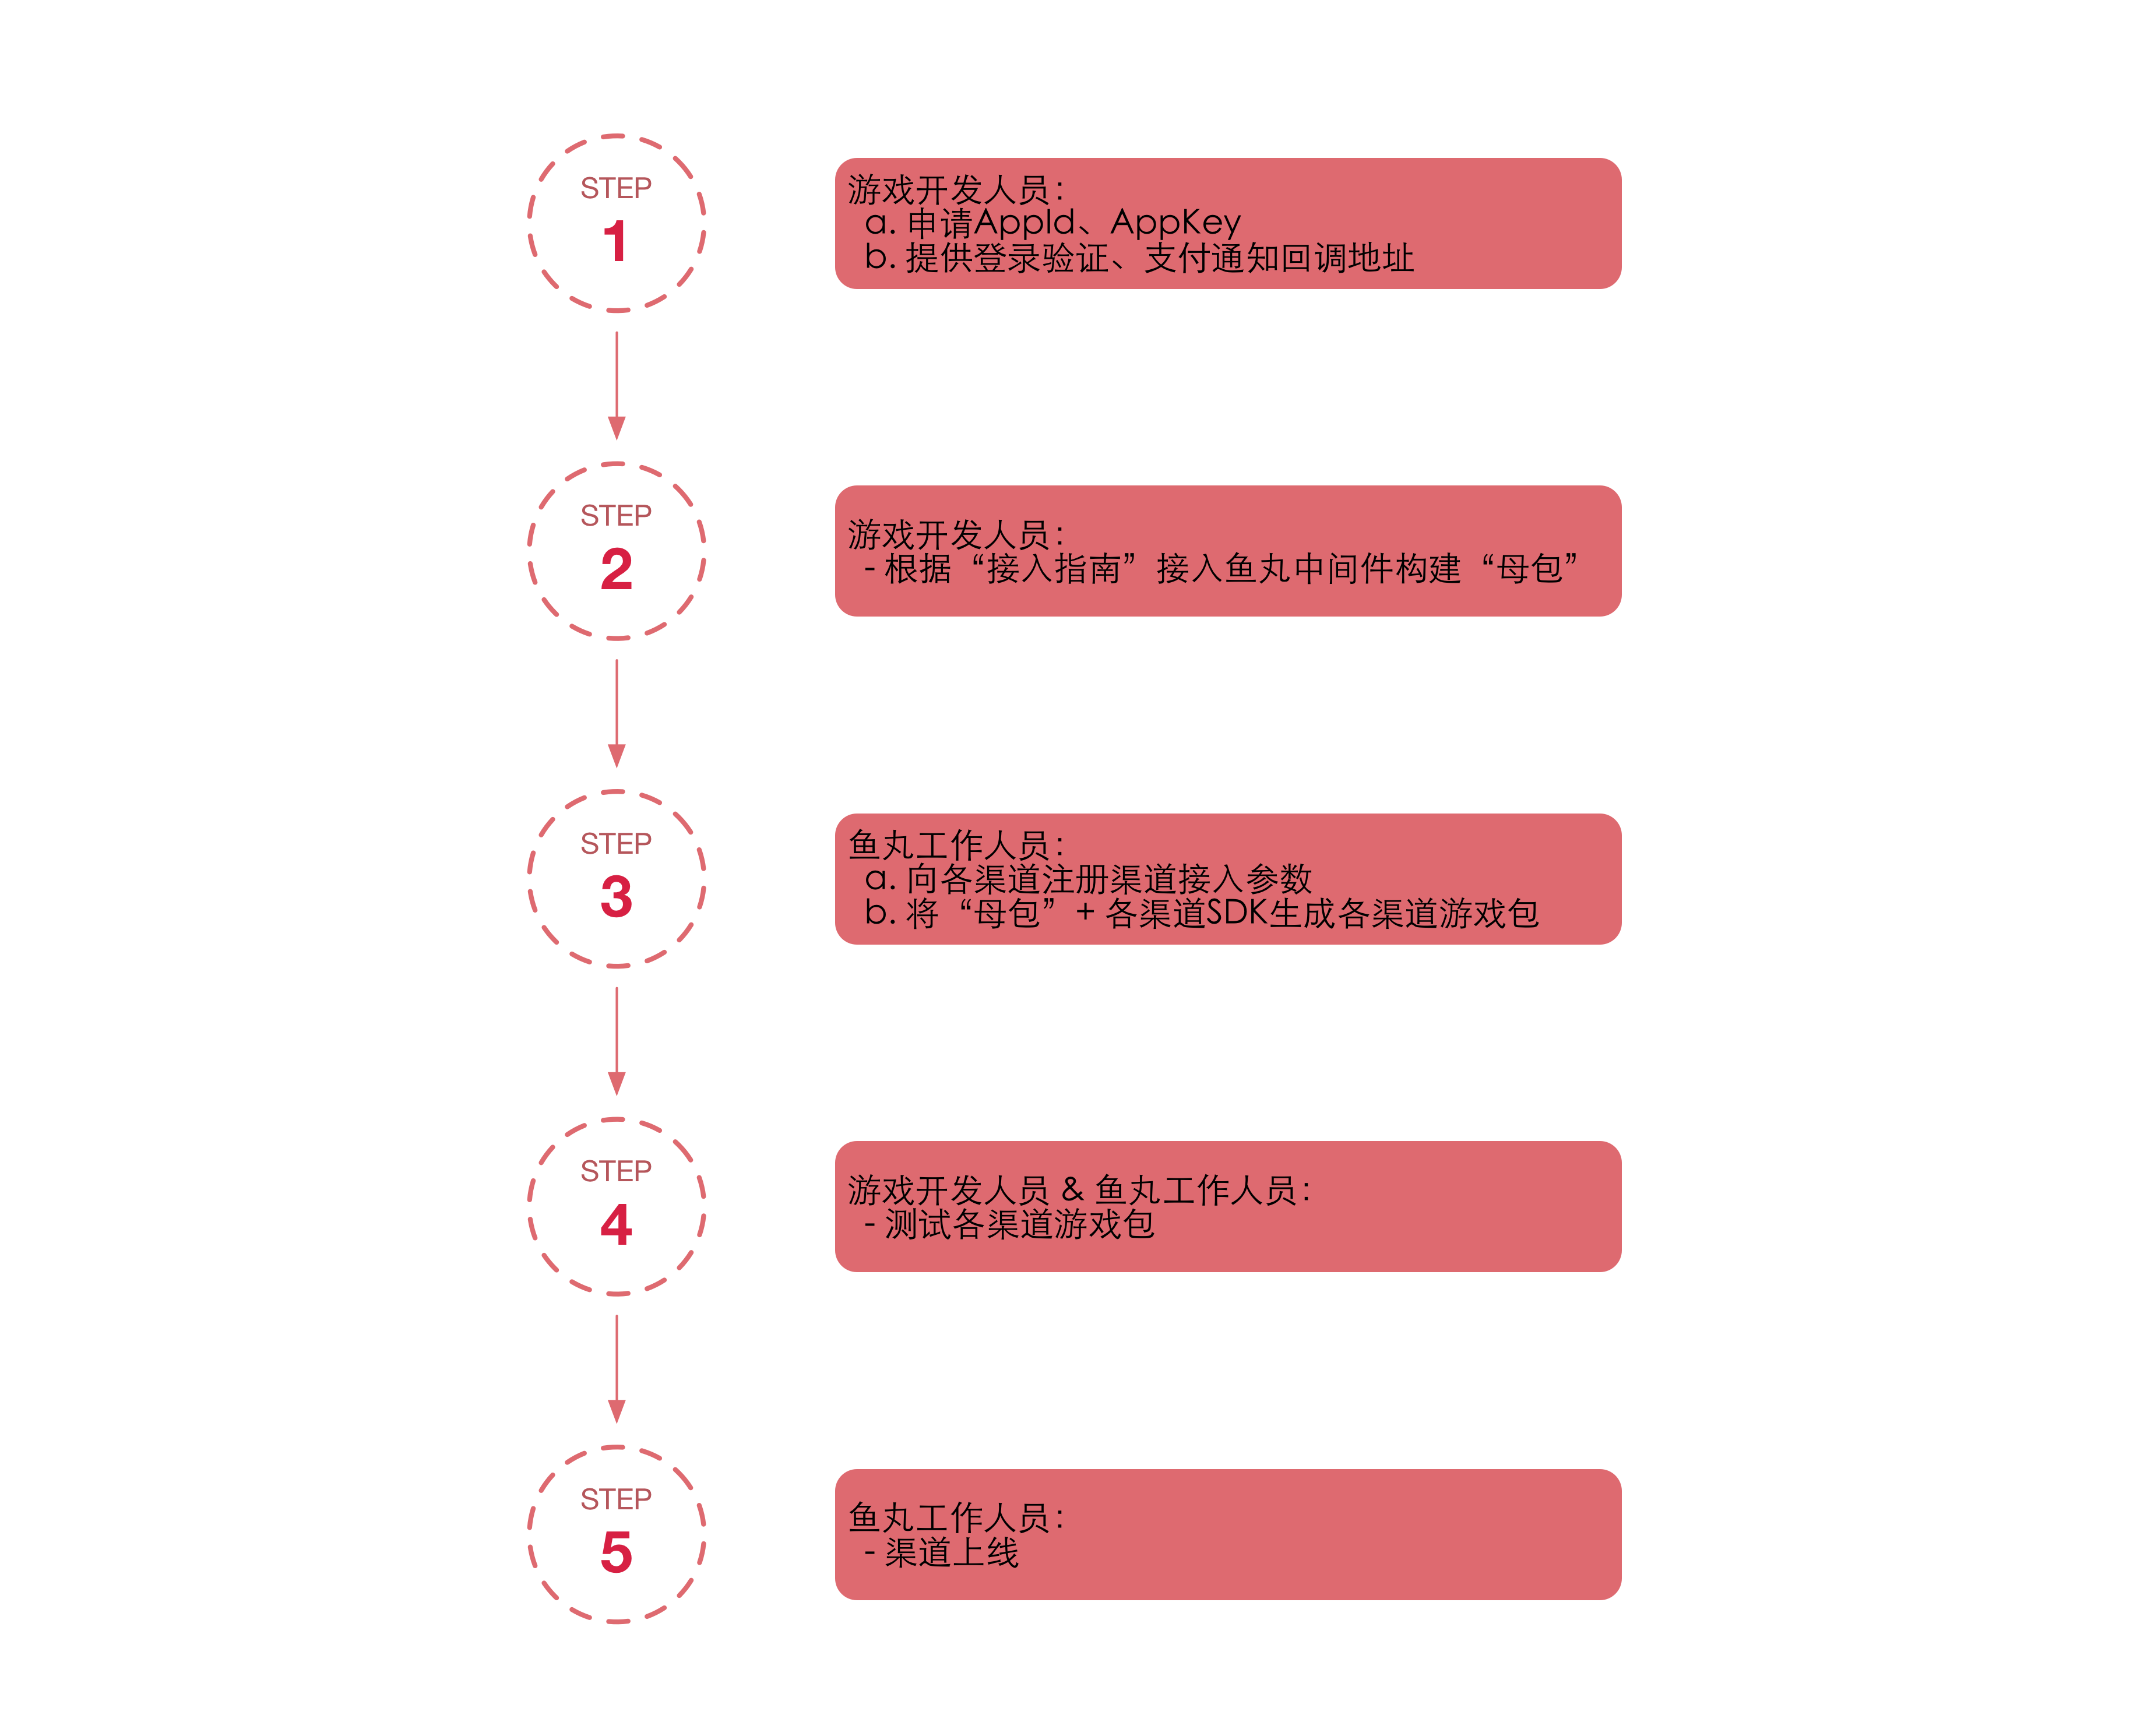 STEP
1
游戏开发人员：
a. 申请AppId、AppKey
b. 提供登录验证、支付通知回调地址
STEP
2
游戏开发人员：
- 根据“接入指南”接入鱼丸中间件构建“母包”
STEP
3
鱼丸工作人员：
a. 向各渠道注册渠道接入参数
b. 将“母包”+ 各渠道SDK生成各渠道游戏包
STEP
4
游戏开发人员 & 鱼丸工作人员：
- 测试各渠道游戏包
STEP
5
鱼丸工作人员：
- 渠道上线